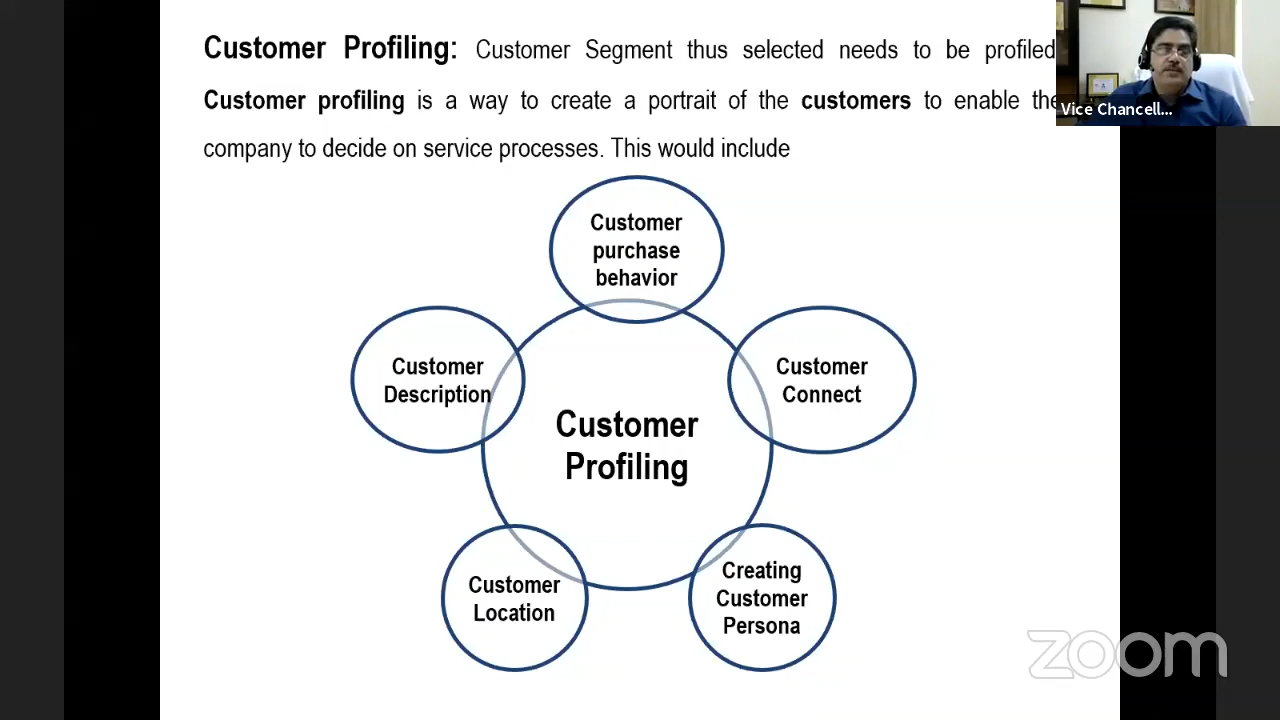 Customer Profiling: Customer Segment thus selected needs to be profiled
Customer profiling is a way to create a portrait of the customers to enable the
company to decide on service processes. This would include
Vice Chancell...
Customer
purchase
behavior
Customer
Description
Customer
Connect
Customer
Profiling
Customer
Location
Creating
Customer
Persona
zoom